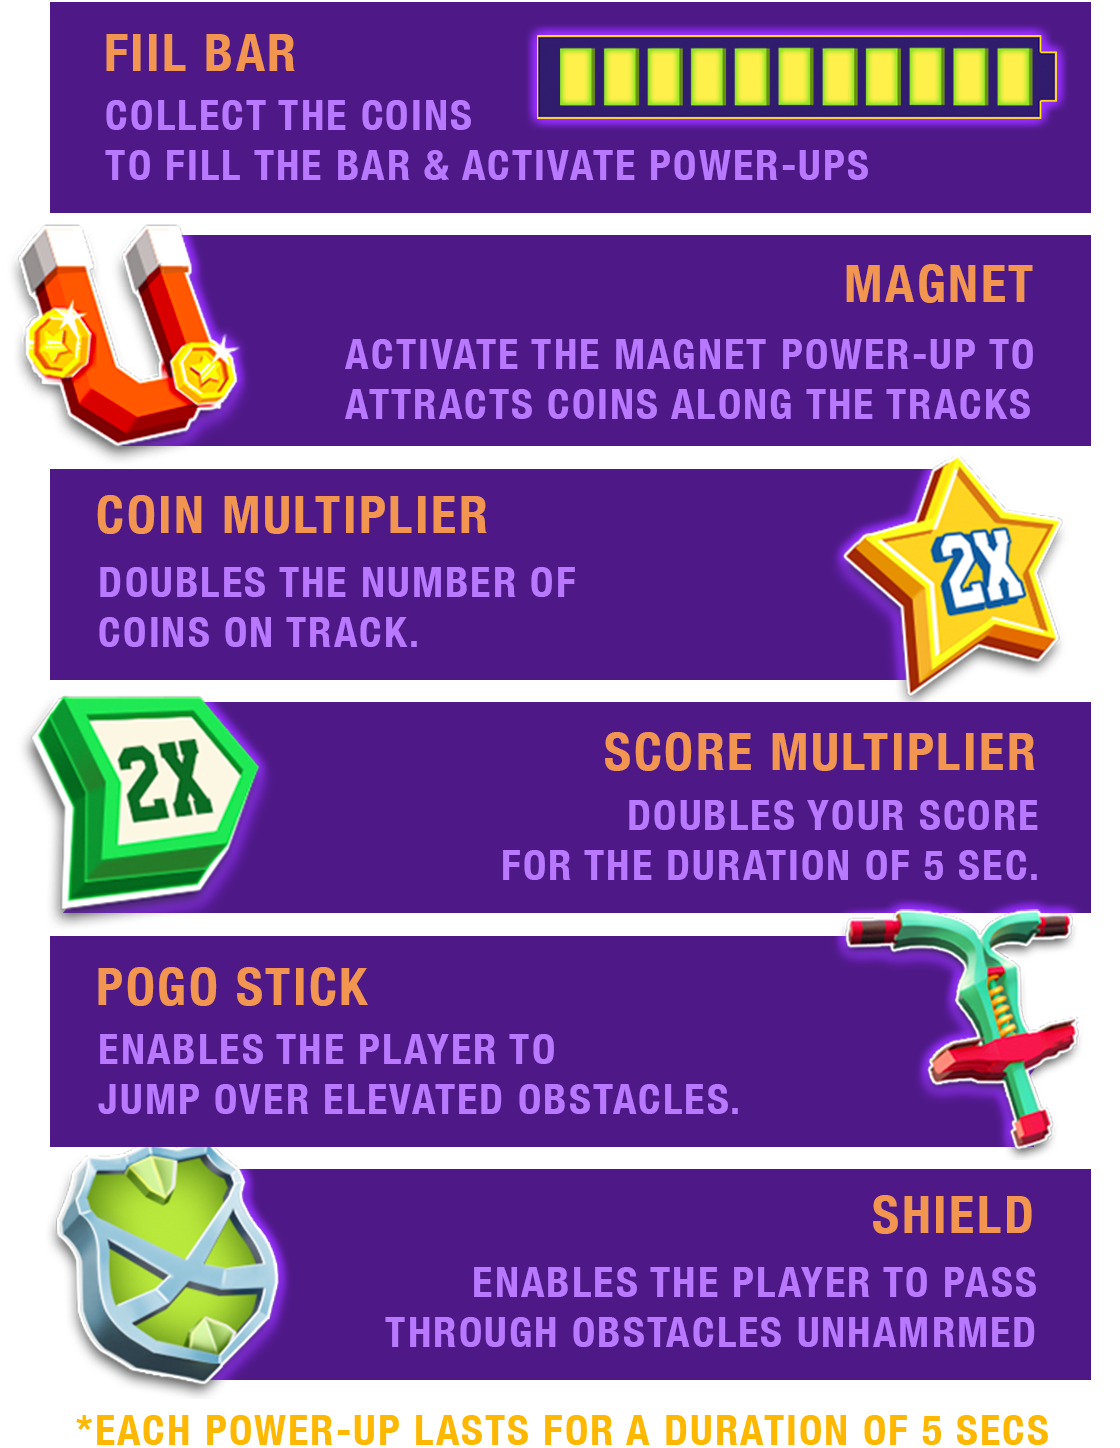 FIIL BAR
COLLECT THE COINS
TO FILL THE BAR & ACTIVATE POWER-UPS
MAGNET
ACTIVATE THE MAGNET POWER-UP TO
ATTRACTS COINS ALONG THE TRACKS
COIN MULTIPLIER
DOUBLES THE NUMBER OF
COINS ON TRACK.
2X
2X
SCORE MULTIPLIER
DOUBLES YOUR SCORE
FOR THE DURATION OF 5 SEC.
POGO STICK
ENABLES THE PLAYER TO
JUMP OVER ELEVATED OBSTACLES.
SHIELD
ENABLES THE PLAYER TO PASS
THROUGH OBSTACLES UNHAMRMED
*EACH POWER-UP LASTS FOR A DURATION OF 5 SECS